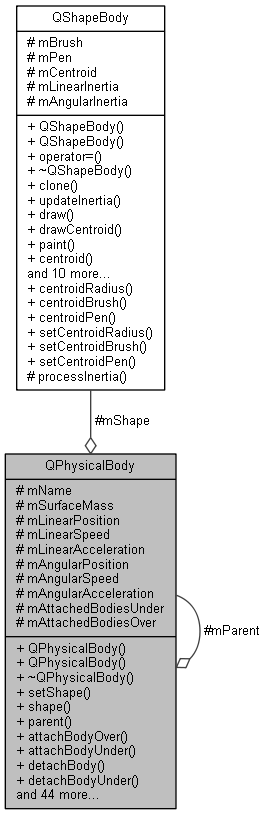 QShapeBody
# mBrush
# mPen
# mCentroid
# mLinearInertia
# mAngularInertia
+ QShapeBody()
+ QShapeBody()
+ operator=()
+ ~QShapeBody()
+ clone()
+ updateInertia()
+ draw()
+ drawCentroid()
+ paint()
+ centroid()
and 10 more...
+ centroidRadius()
+ centroidBrush()
+ centroidPen()
+ setCentroidRadius()
+ setCentroidBrush()
+ setCentroidPen()
# processInertia()
#mShape
QPhysicalBody
# mName
# mSurfaceMass
# mLinearPosition
# mLinearSpeed
# mLinearAcceleration
# mAngularPosition
# mAngularSpeed
# mAngularAcceleration
# mAttachedBodiesUnder
# mAttachedBodiesOver
+ QPhysicalBody()
+ QPhysicalBody()
+ ~QPhysicalBody()
+ setShape()
+ shape()
+ parent()
+ attachBodyOver()
+ attachBodyUnder()
+ detachBody()
+ detachBodyUnder()
and 44 more...
#mParent